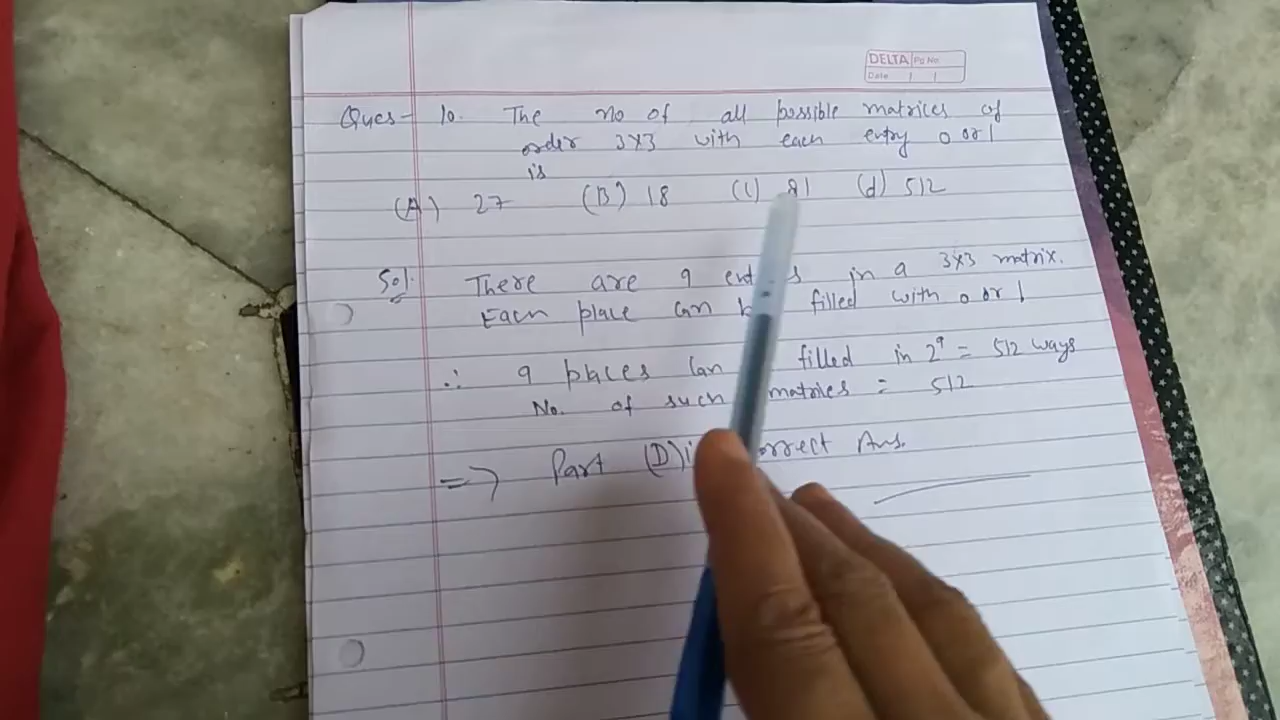 DELTA Pg No.
Date / /
Ques - 10. The no of all possible matrices of
order 3x3 with each entry 0 or 1
is
(A) 27 (B) 18 (C) 81 (d) 512
Sol. There are 9 in a 3x3 matrix.
Each place can filled with 0 or 1
∴ 9 places can filled in 2⁹ = 512 ways
No. of such matries = 512
=> Part (D) Ans.